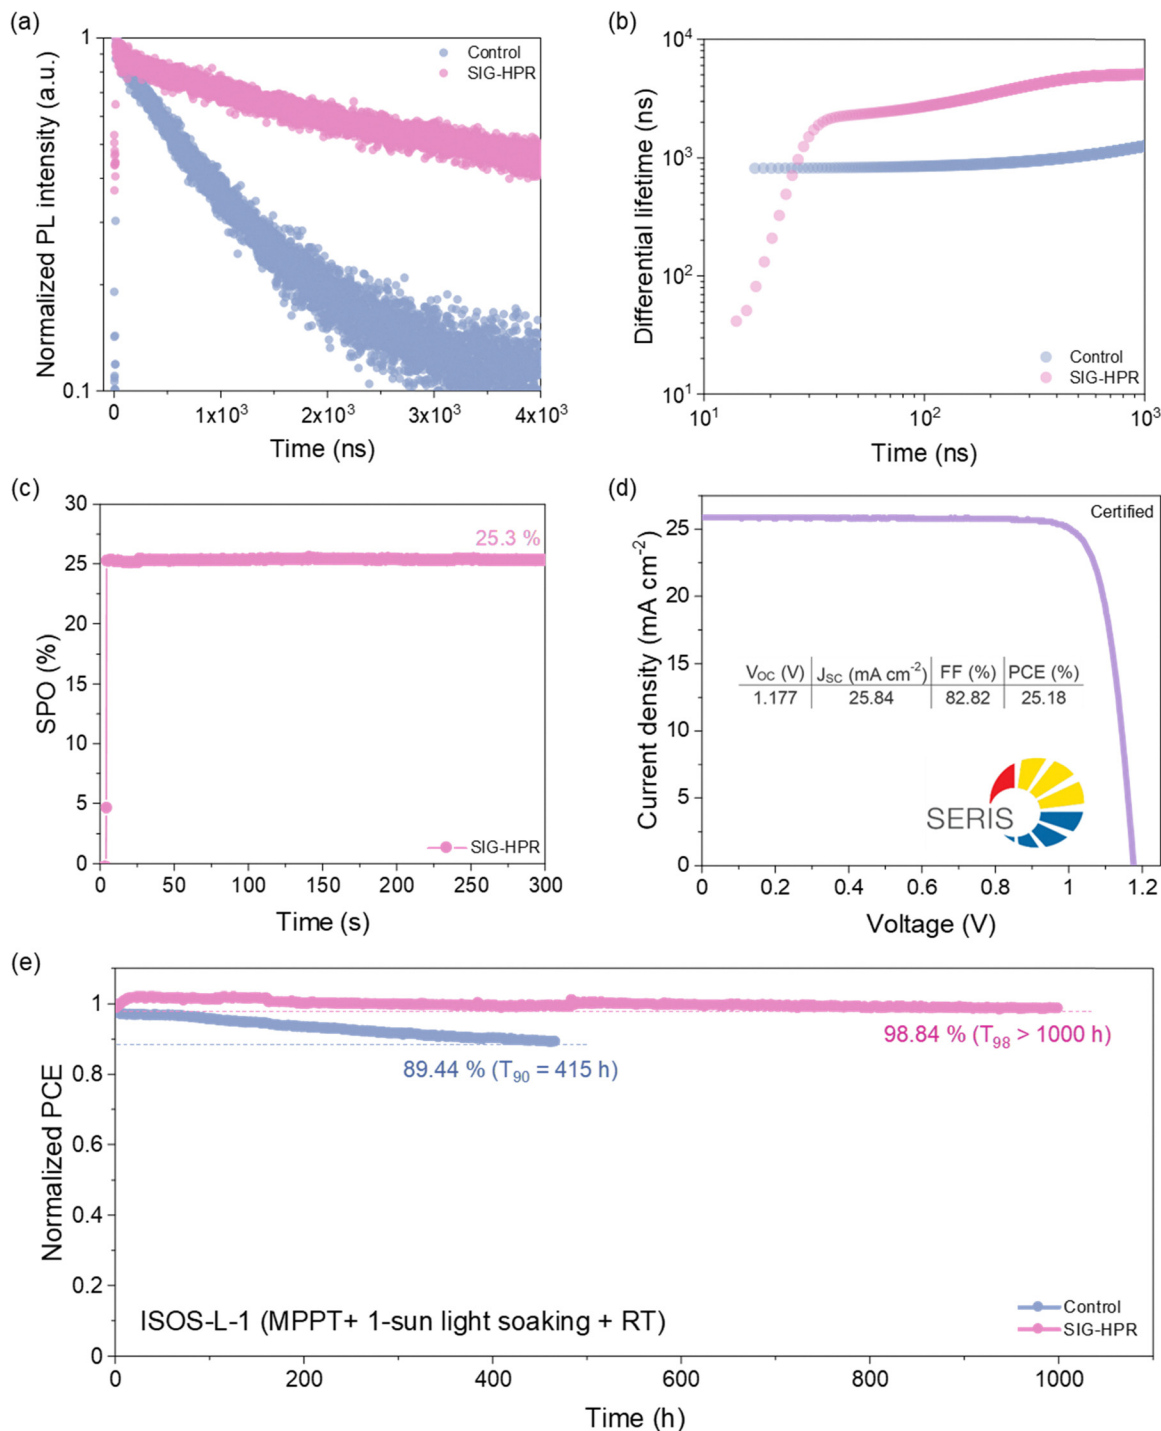 (a)
1
Control
SIG-HPR
Normalized PL intensity (a.u.)
0.1
0
1x10³
2x10³
3x10³
4x10³
Time (ns)
(b)
10⁴
10³
10²
10¹
Differential lifetime (ns)
Control
SIG-HPR
10¹
10²
10³
Time (ns)
(c)
30
25
20
15
10
5
0
SPO (%)
25.3 %
SIG-HPR
0
50
100
150
200
250
300
Time (s)
(d)
Certified
25
20
15
10
5
0
Current density (mA cm⁻²)
V_OC (V) J_SC (mA cm⁻²) FF (%) PCE (%)
1.177 25.84 82.82 25.18
SERIS
0
0.2
0.4
0.6
0.8
1
1.2
Voltage (V)
(e)
1
0.8
0.6
0.4
0.2
0
Normalized PCE
98.84 % (T₉₈ > 1000 h)
89.44 % (T₉₀ = 415 h)
ISOS-L-1 (MPPT+ 1-sun light soaking + RT)
Control
SIG-HPR
0
200
400
600
800
1000
Time (h)